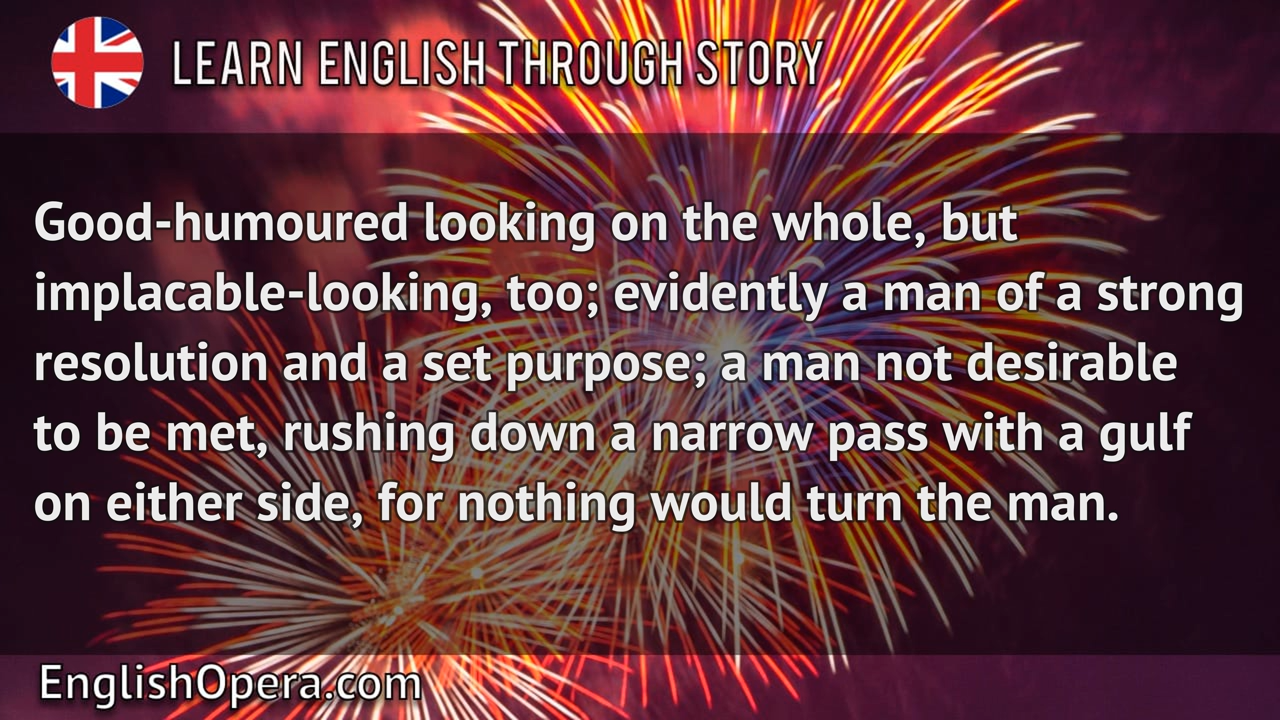 LEARN ENGLISH THROUGH STORY
Good-humoured looking on the whole, but
implacable-looking, too; evidently a man of a strong
resolution and a set purpose; a man not desirable
to be met, rushing down a narrow pass with a gulf
on either side, for nothing would turn the man.
EnglishOpera.com